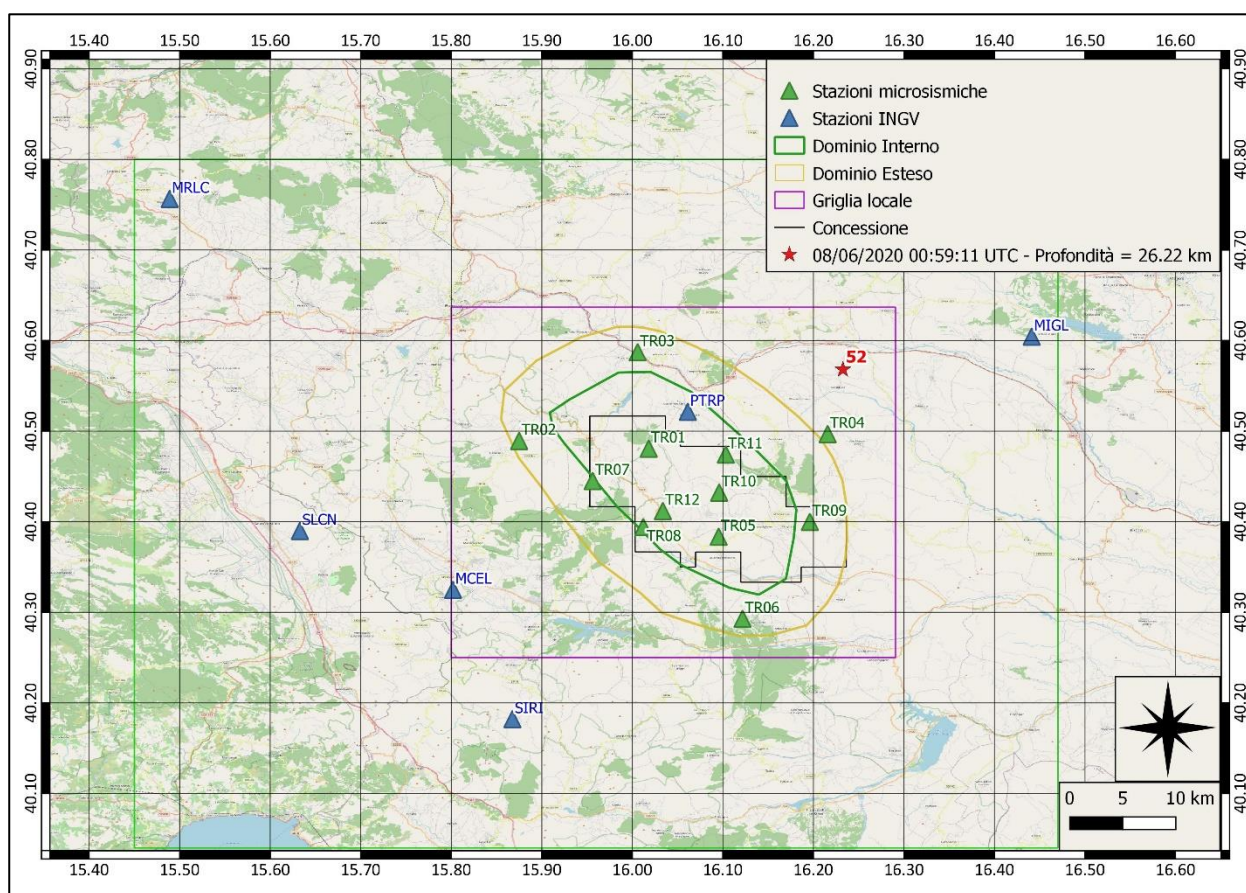 15.40 15.50 15.60 15.70 15.80 15.90 16.00 16.10 16.20 16.30 16.40 16.50 16.60
40.90 40.90
Stazioni microsismiche
Stazioni INGV
Dominio Interno
40.80 40.80
Dominio Esteso
MRLC
Griglia locale
Concessione
40.70 40.70
08/06/2020 00:59:11 UTC - Profondità = 26.22 km
40.60 40.60
MIGL
TR03
52
PTRP
40.50 40.50
TR02
TR01
TR11
TR04
TR07
TR10
TR12
40.40 40.40
SLCN
TR08
TR05
TR09
MCEL
40.30 40.30
TR06
40.20 40.20
SIRI
40.10 40.10
0 5 10 km
15.40 15.50 15.60 15.70 15.80 15.90 16.00 16.10 16.20 16.30 16.40 16.50 16.60